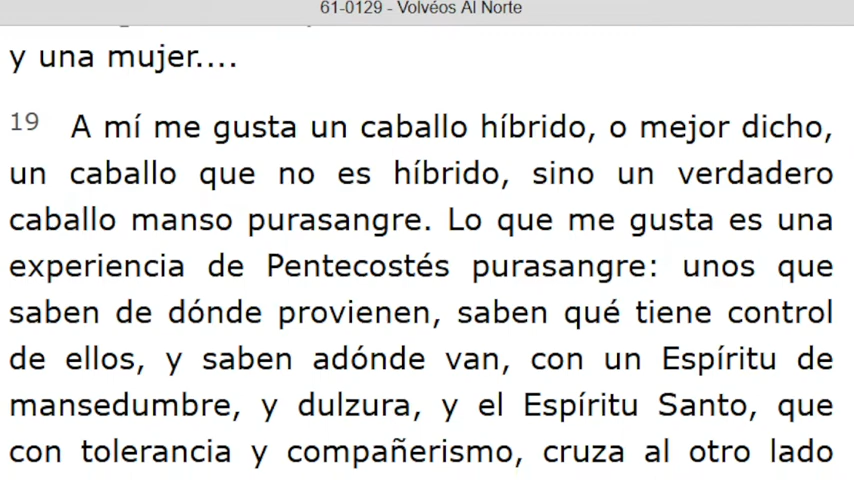 61-0129 - Volvéos Al Norte
y una mujer....
19 A mí me gusta un caballo híbrido, o mejor dicho,
un caballo que no es híbrido, sino un verdadero
caballo manso purasangre. Lo que me gusta es una
experiencia de Pentecostés purasangre: unos que
saben de dónde provienen, saben qué tiene control
de ellos, y saben adónde van, con un Espíritu de
mansedumbre, y dulzura, y el Espíritu Santo, que
con tolerancia y compañerismo, cruza al otro lado